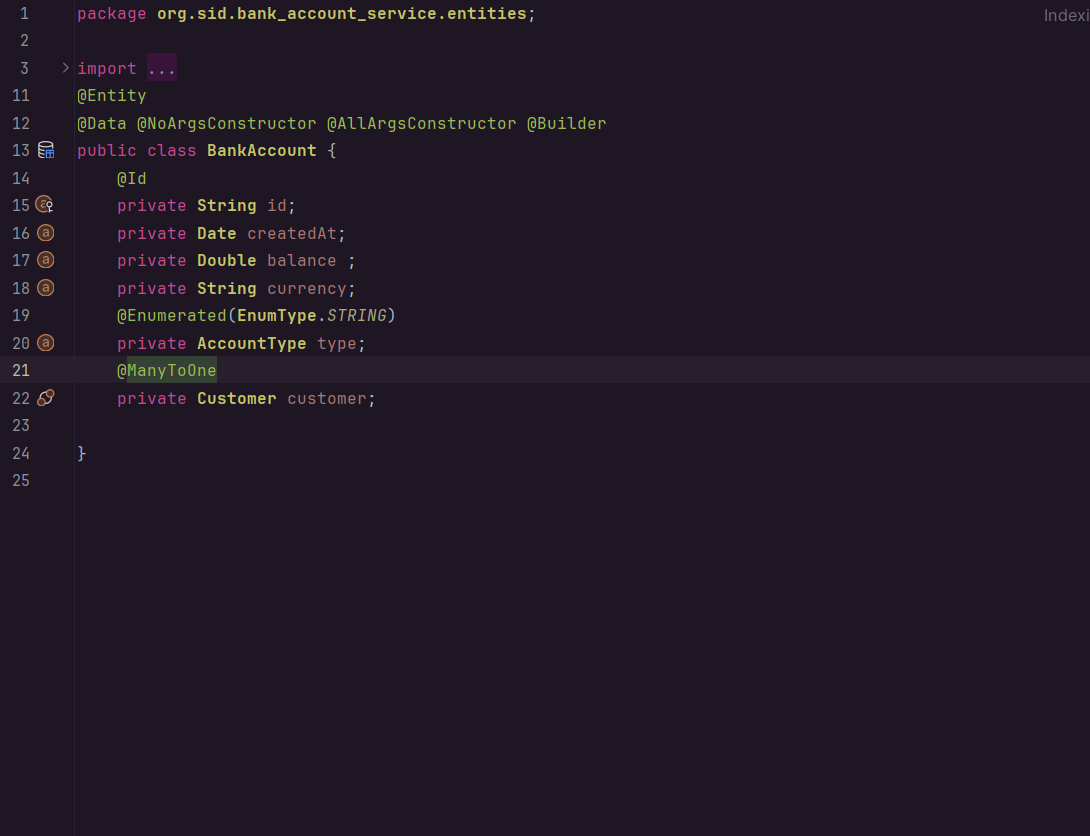 Indexi
1 package org.sid.bank_account_service.entities;
2
3 import ...
11 @Entity
12 @Data @NoArgsConstructor @AllArgsConstructor @Builder
13 public class BankAccount {
14     @Id
15     private String id;
16     private Date createdAt;
17     private Double balance ;
18     private String currency;
19     @Enumerated(EnumType.STRING)
20     private AccountType type;
21     @ManyToOne
22     private Customer customer;
23
24 }
25